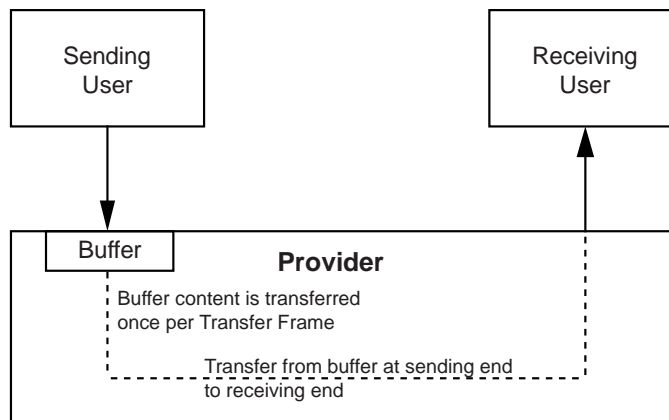 Sending
User
Receiving
User
Buffer
Provider
Buffer content is transferred
once per Transfer Frame
Transfer from buffer at sending end
to receiving end